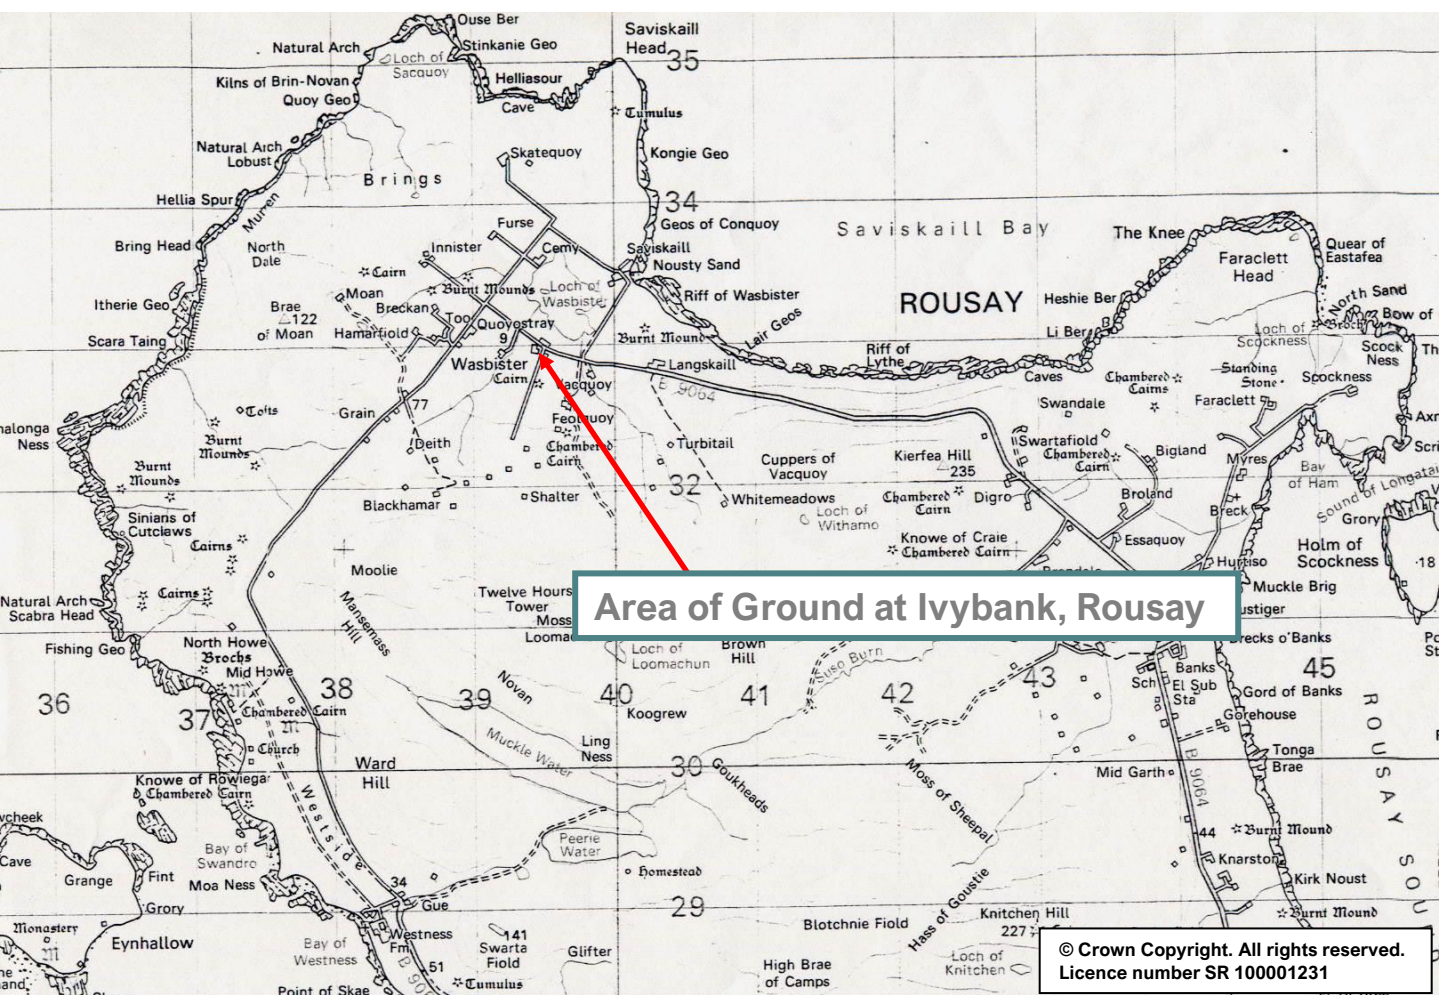 Ouse Ber
Saviskaill
Head
Natural Arch
Stinkanie Geo
35
Loch of
Sacquoy
Kilns of Brin-Novan
Helliasour
Quoy Geo
Cave
Tumulus
Natural Arch
Lobust
Skatequoy
Kongie Geo
Brings
Hellia Spur
Murren
34
Furse
Geos of Conquoy
Saviskaill Bay
The Knee
Bring Head
North
Dale
Innister
Cemy
Saviskaill
Nousty Sand
Quear of
Eastafea
Faraclett
Head
Cairn
Burnt Mounds
Loch of
Wasbister
Riff of Wasbister
ROUSAY
Heshie Ber
North Sand
Itherie Geo
Moan
Brae
122
of Moan
Breckan
Too
Quoyostray
9
Burnt Mound
Lair Geos
Li Ber
Loch of
Scockness
Broch
Bow of
Hamarfiold
Scara Taing
Wasbister
Cairn
Langskaill
Riff of
Lythe
Caves
Chambered
Cairns
Standing
Stone
Scock
Ness
Th
Scockness
Vacquoy
B 9064
Swandale
Faraclett
Tofts
Grain
77
Feolquoy
Axn
nalonga
Ness
Burnt
Mounds
Deith
Chambered
Cairn
Turbitail
Kierfea Hill
235
Swartafiold
Chambered
Cairn
Bigland
Myres
Scri
Burnt
Mounds
Cuppers of
Vacquoy
Bay
of Ham
Sound of Longatai
Blackhamar
Shalter
32
Whitemeadows
Chambered
Cairn
Digro
Broland
Breck
Sinians of
Cutclaws
Loch of
Withamo
Grory
Cairns
Knowe of Craie
Chambered Cairn
Essaquoy
Holm of
Scockness
18
Moolie
Hurtiso
Cairns
Natural Arch
Scabra Head
Mansemass
Hill
Twelve Hours
Tower
Moss
Area of Ground at Ivybank, Rousay
Muckle Brig
ustiger
Fishing Geo
North Howe
Brochs
Mid Howe
Looma
Loch of
Loomachun
Brown
Hill
Suso Burn
recks o'Banks
Banks
Sch
El Sub
Sta
36
37
38
39
40
41
42
43
45
Novan
Gord of Banks
Chambered Cairn
Koogrew
Gorehouse
Church
Muckle Water
Ling
Ness
Ward
Hill
30
Goukheads
Moss of Sheepal
Mid Garth
B 9064
Tonga
Brae
Knowe of Rowiegar
Chambered Cairn
Westside
ROUSAY SOU
Peerie
Water
44
Burnt Mound
Cave
Bay of
Swandro
Grange
Fint
Moa Ness
34
Homestead
Knarston
Kirk Noust
Grory
Gue
29
Hass of Goustie
Blotchnie Fiold
Knitchen Hill
227
Burnt Mound
Monastery
Eynhallow
Bay of
Westness
Westness
Fm
141
Swarta
Fiold
Glifter
51
Tumulus
Point of Skae
High Brae
of Camps
Loch of
Knitchen
© Crown Copyright. All rights reserved.
Licence number SR 100001231